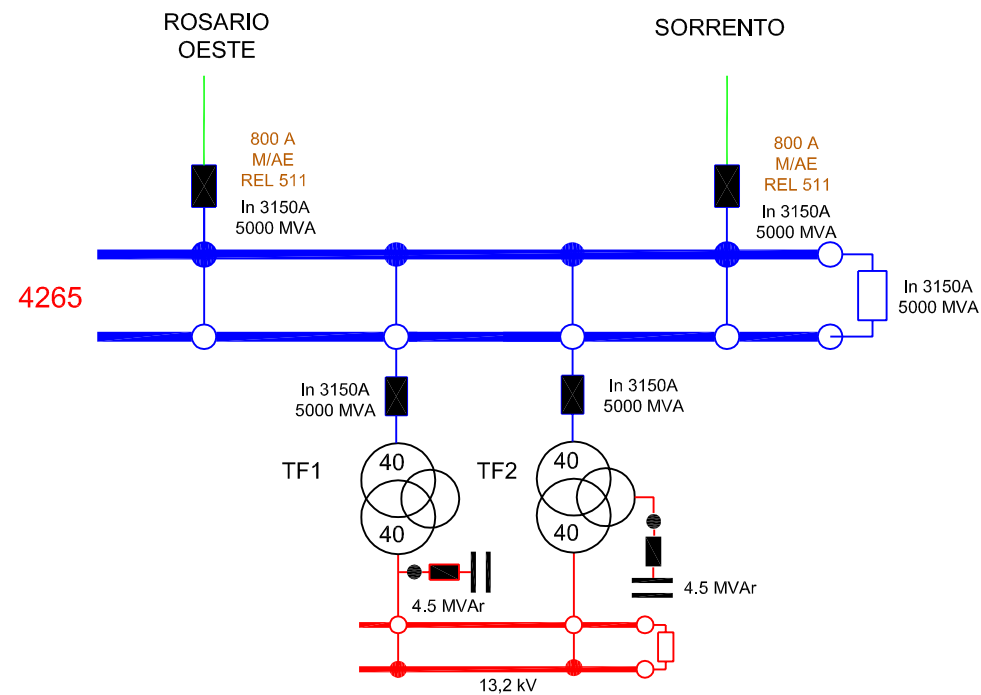 ROSARIO
OESTE
SORRENTO
800 A
M/AE
REL 511
In 3150A
5000 MVA
800 A
M/AE
REL 511
In 3150A
5000 MVA
4265
In 3150A
5000 MVA
In 3150A
5000 MVA
In 3150A
5000 MVA
TF1
40
40
TF2
40
40
4.5 MVAr
4.5 MVAr
13,2 kV